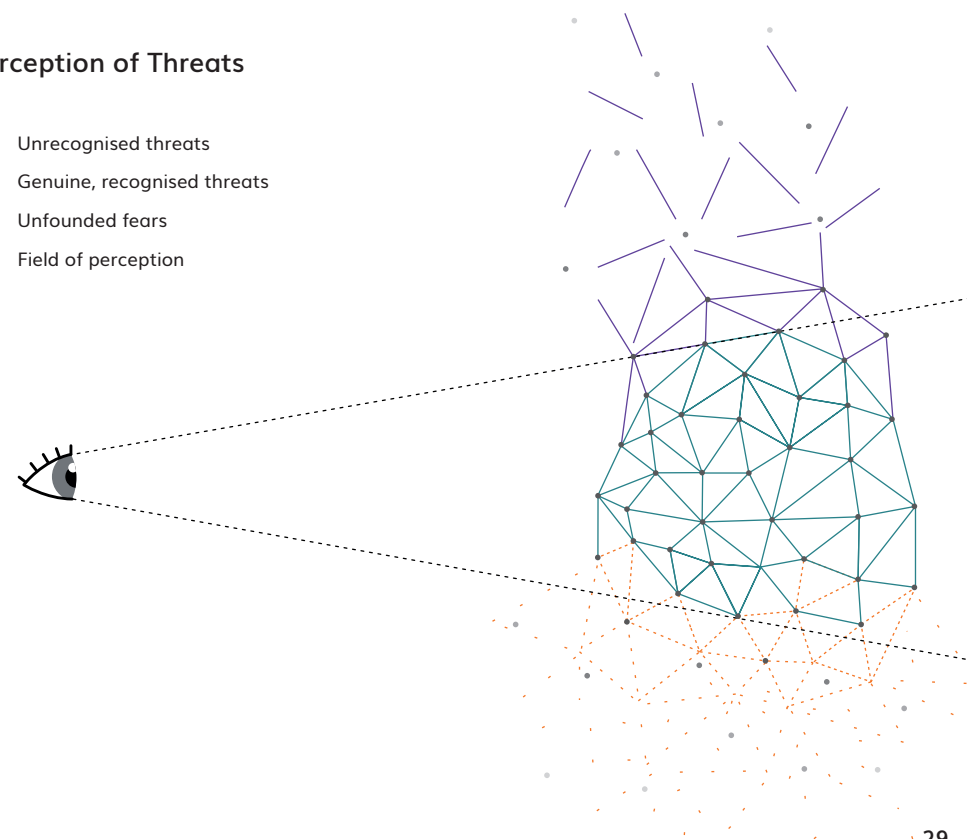 rception of Threats
Unrecognised threats
Genuine, recognised threats
Unfounded fears
Field of perception
29